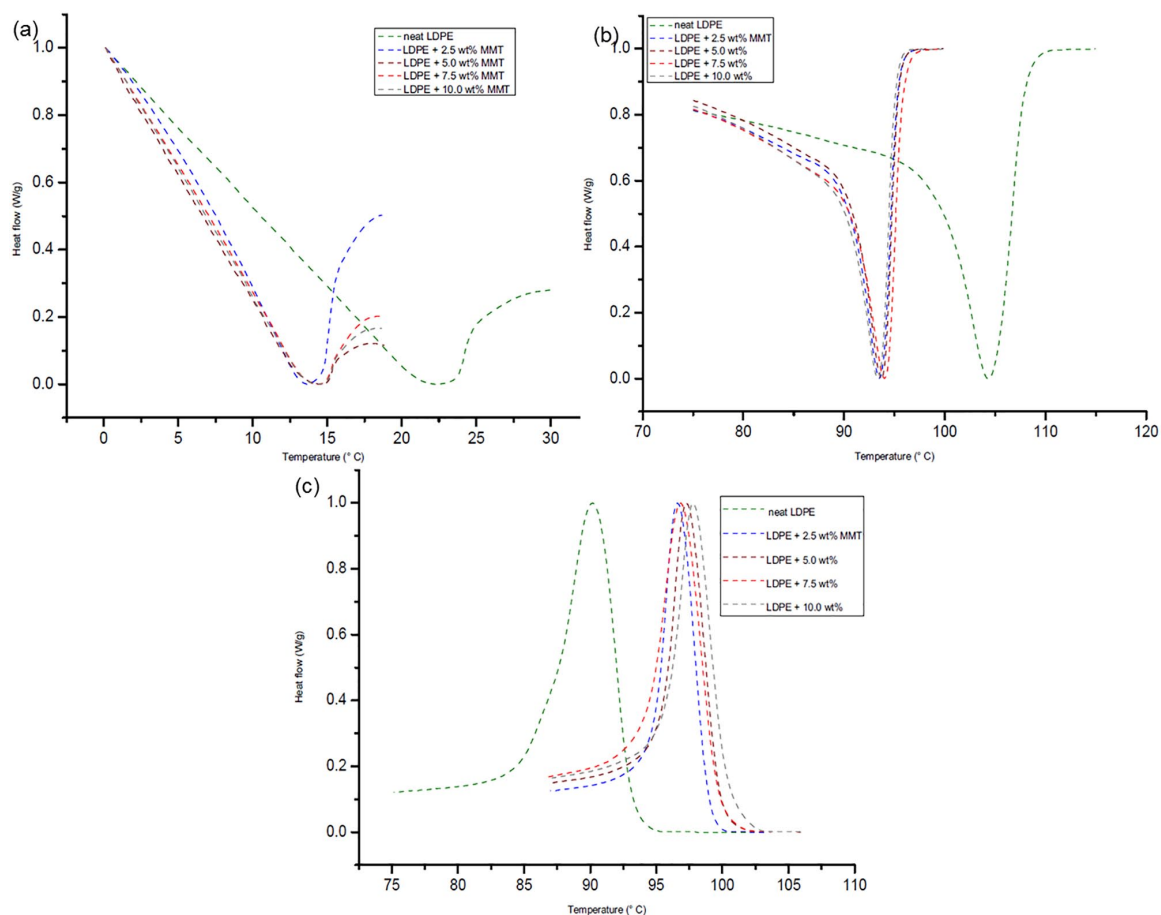 (a)
neat LDPE
LDPE + 2.5 wt% MMT
LDPE + 5.0 wt% MMT
LDPE + 7.5 wt% MMT
LDPE + 10.0 wt% MMT
1.0
0.8
0.6
0.4
0.2
0.0
Heat flow (W/g)
0 5 10 15 20 25 30
Temperature (° C)
(b)
neat LDPE
LDPE + 2.5 wt% MMT
LDPE + 5.0 wt%
LDPE + 7.5 wt%
LDPE + 10.0 wt%
1.0
0.8
0.6
0.4
0.2
0.0
Heat flow (W/g)
70 80 90 100 110 120
Temperature (° C)
(c)
neat LDPE
LDPE + 2.5 wt% MMT
LDPE + 5.0 wt%
LDPE + 7.5 wt%
LDPE + 10.0 wt%
1.0
0.8
0.6
0.4
0.2
0.0
Heat flow (W/g)
75 80 85 90 95 100 105 110
Temperature (° C)